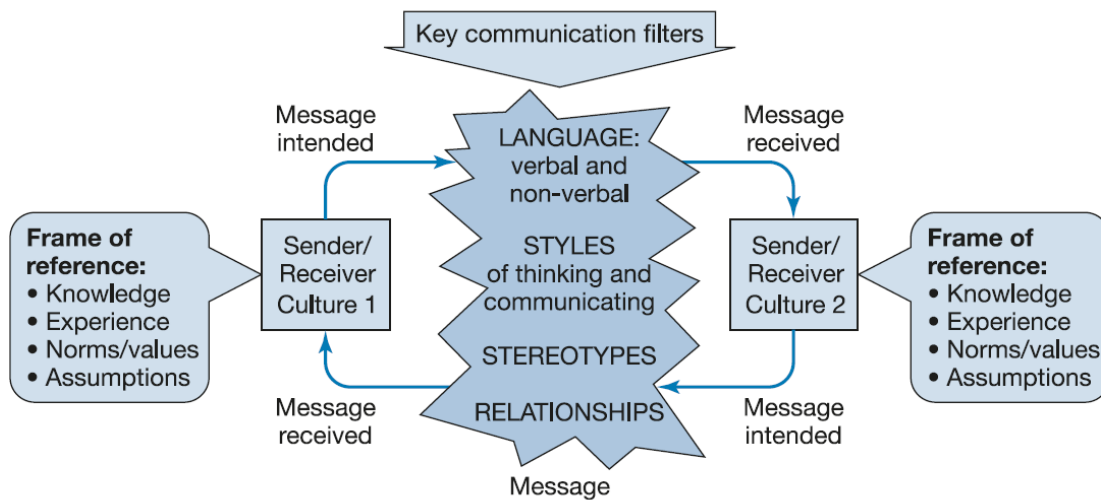 Key communication filters
Message
intended
Message
received
LANGUAGE:
verbal and
non-verbal
Frame of
reference:
• Knowledge
• Experience
• Norms/values
• Assumptions
Sender/
Receiver
Culture 1
STYLES
of thinking and
communicating
Sender/
Receiver
Culture 2
Frame of
reference:
• Knowledge
• Experience
• Norms/values
• Assumptions
STEREOTYPES
Message
received
RELATIONSHIPS
Message
intended
Message